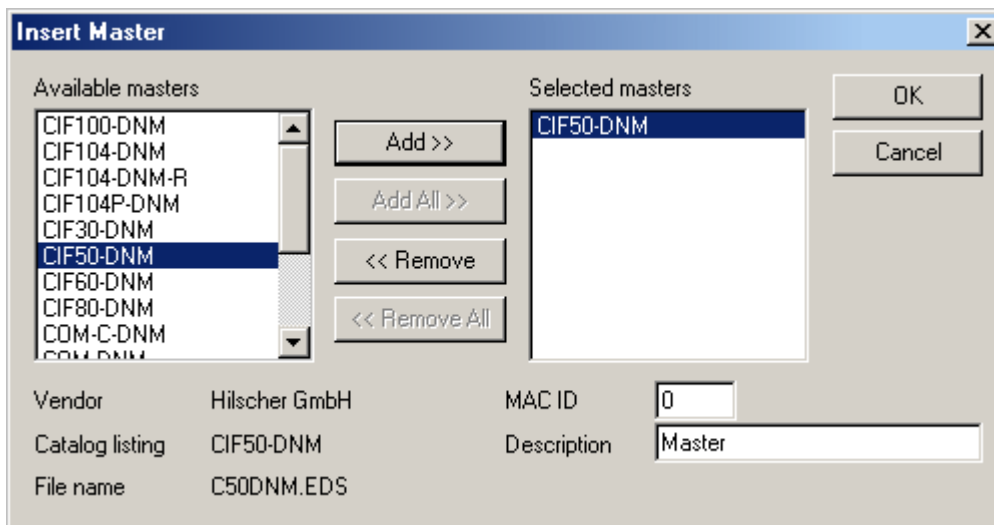 Insert Master
Available masters
CIF100-DNM
CIF104-DNM
CIF104-DNM-R
CIF104P-DNM
CIF30-DNM
CIF50-DNM
CIF60-DNM
CIF80-DNM
COM-C-DNM
COM-DNM
Add >>
Add All >>
<< Remove
<< Remove All
Selected masters
CIF50-DNM
OK
Cancel
Vendor Hilscher GmbH MAC ID 0
Catalog listing CIF50-DNM Description Master
File name C50DNM.EDS